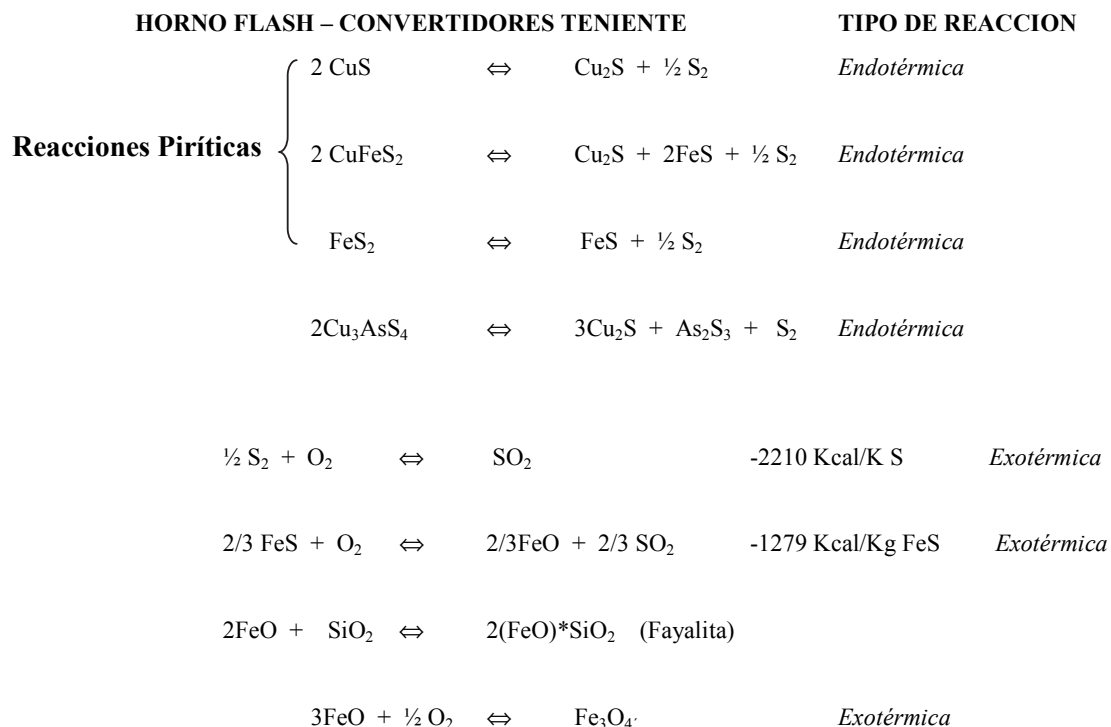 HORNO FLASH – CONVERTIDORES TENIENTE TIPO DE REACCION
2 CuS ⇔ Cu₂S + ½ S₂ Endotérmica
Reacciones Piríticas
2 CuFeS₂ ⇔ Cu₂S + 2FeS + ½ S₂ Endotérmica
FeS₂ ⇔ FeS + ½ S₂ Endotérmica
2Cu₃AsS₄ ⇔ 3Cu₂S + As₂S₃ + S₂ Endotérmica
½ S₂ + O₂ ⇔ SO₂ -2210 Kcal/K S Exotérmica
2/3 FeS + O₂ ⇔ 2/3FeO + 2/3 SO₂ -1279 Kcal/Kg FeS Exotérmica
2FeO + SiO₂ ⇔ 2(FeO)*SiO₂ (Fayalita)
3FeO + ½ O₂ ⇔ Fe₃O₄. Exotérmica